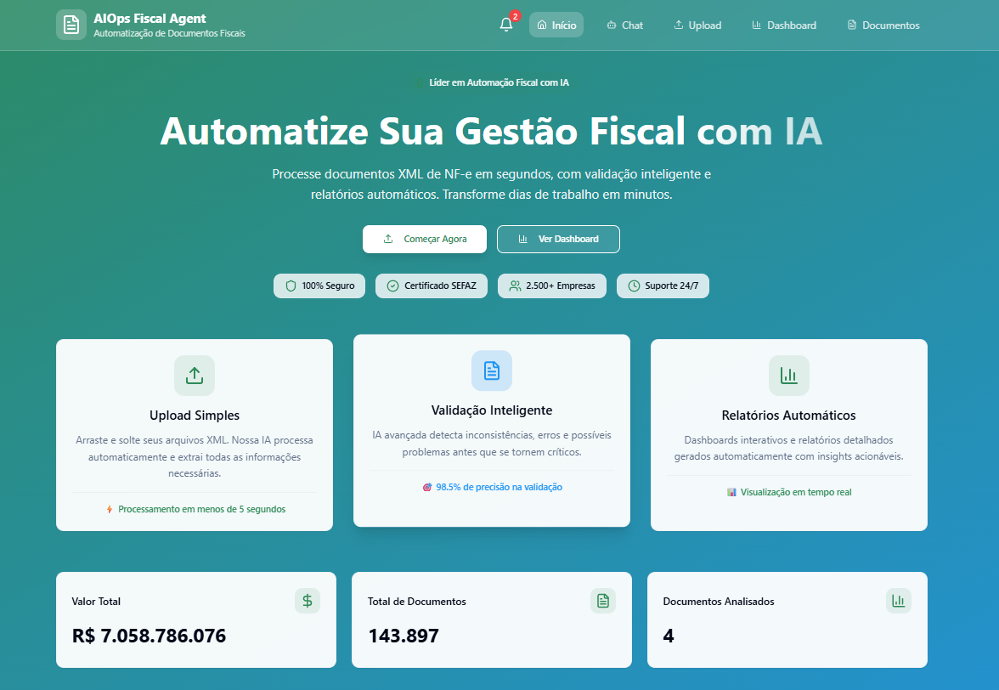 AIOps Fiscal Agent
Automatização de Documentos Fiscais
2
Início
Chat
Upload
Dashboard
Documentos
Líder em Automação Fiscal com IA
Automatize Sua Gestão Fiscal com IA
Processe documentos XML de NF-e em segundos, com validação inteligente e
relatórios automáticos. Transforme dias de trabalho em minutos.
Começar Agora
Ver Dashboard
100% Seguro
Certificado SEFAZ
2.500+ Empresas
Suporte 24/7
Upload Simples
Arraste e solte seus arquivos XML. Nossa IA processa
automaticamente e extrai todas as informações
necessárias.
Processamento em menos de 5 segundos
Validação Inteligente
IA avançada detecta inconsistências, erros e possíveis
problemas antes que se tornem críticos.
98.5% de precisão na validação
Relatórios Automáticos
Dashboards interativos e relatórios detalhados
gerados automaticamente com insights acionáveis.
Visualização em tempo real
Valor Total
R$ 7.058.786.076
Total de Documentos
143.897
Documentos Analisados
4